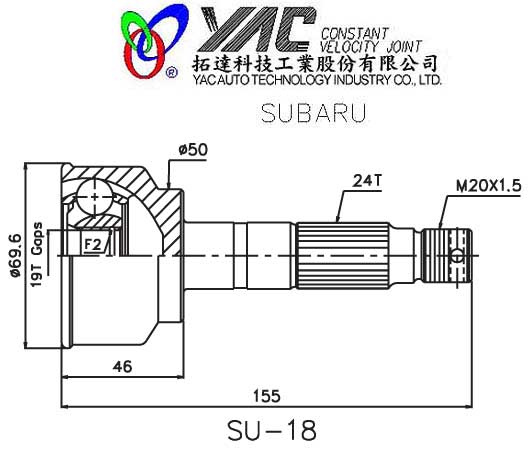 YAC CONSTANT
VELOCITY JOINT
®
拓達科技工業股份有限公司
YAC AUTO TECHNOLOGY INDUSTRY CO., LTD.
SUBARU
ø50
24T
M20X1.5
ø69.6
19T Gaps
F2
46
155
SU-18